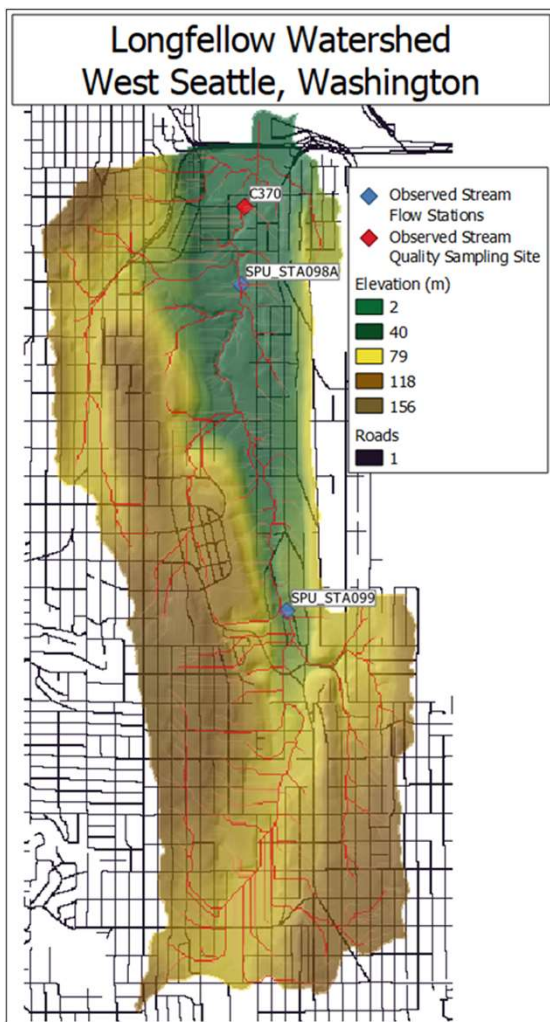 Longfellow Watershed
West Seattle, Washington
C370
SPU_STA098A
SPU_STA099
Observed Stream
Flow Stations
Observed Stream
Quality Sampling Site
Elevation (m)
2
40
79
118
156
Roads
1